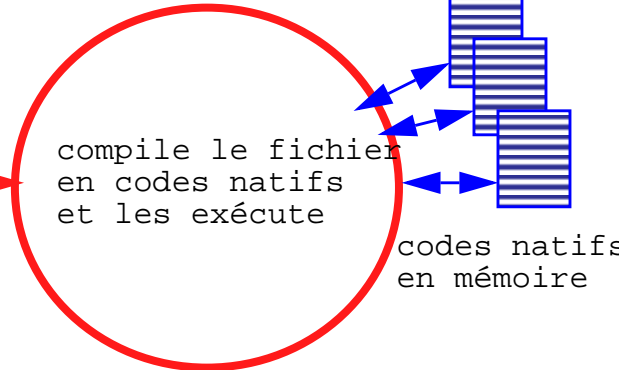 compile le fichier
en codes natifs
et les exécute
codes natifs
en mémoire